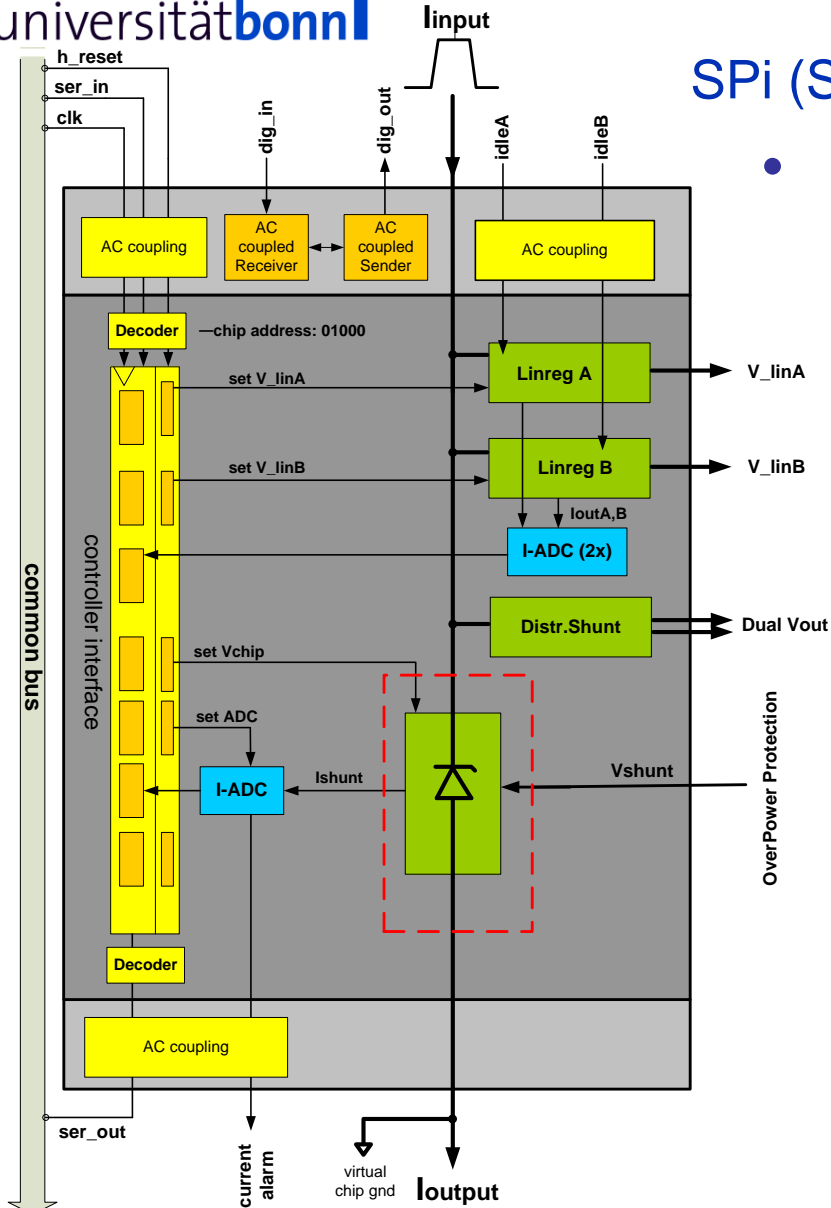 universitätbonn
Iinput
SPi (S
h_reset
ser_in
clk
dig_in
dig_out
idleA
idleB
AC coupling
AC
coupled
Receiver
AC
coupled
Sender
AC coupling
Decoder
chip address: 01000
set V_linA
Linreg A
V_linA
set V_linB
Linreg B
V_linB
IoutA,B
I-ADC (2x)
common bus
controller interface
Distr.Shunt
Dual Vout
set Vchip
set ADC
I-ADC
Ishunt
Vshunt
OverPower Protection
Decoder
AC coupling
ser_out
current
alarm
virtual
chip gnd
Ioutput